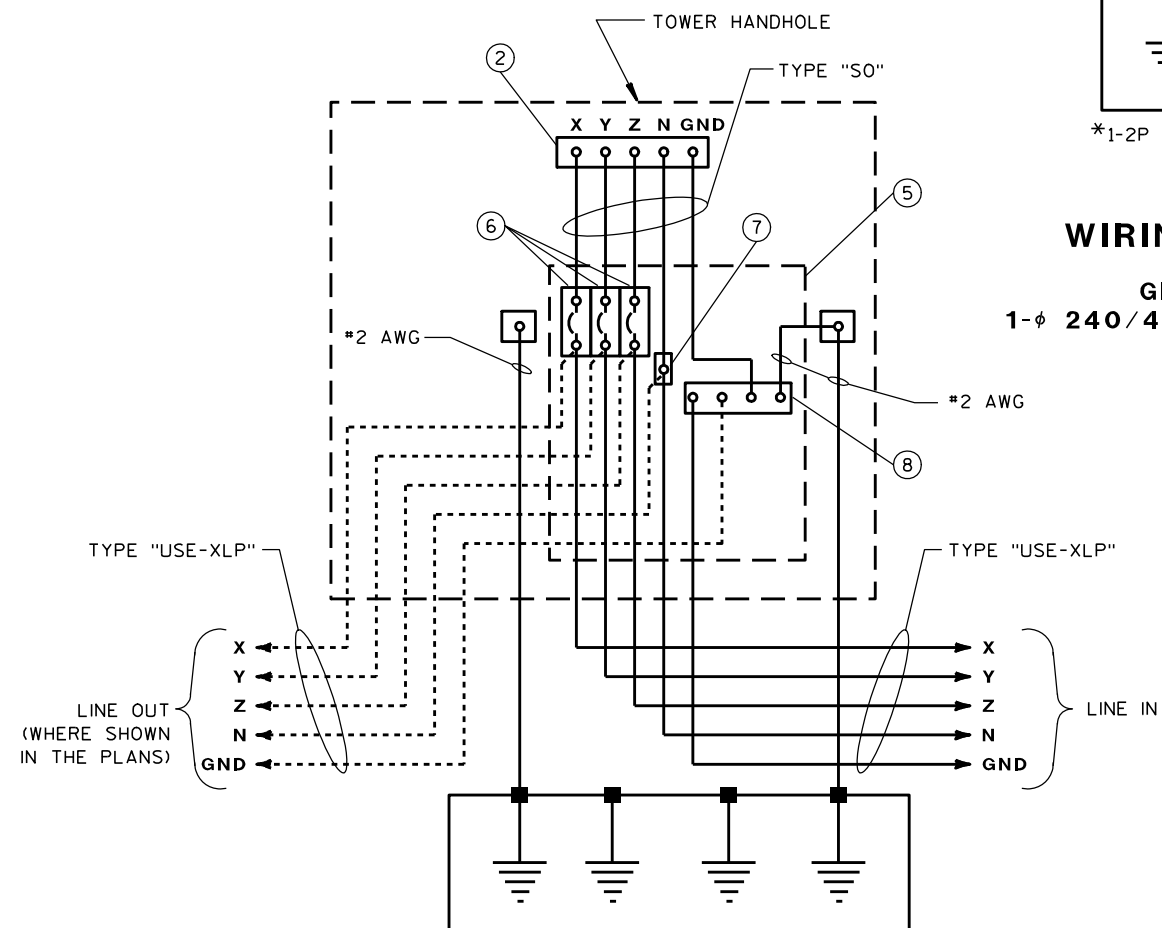 TOWER HANDHOLE
2
TYPE "SO"
X Y Z N GND
*1-2P
5
6
7
WIRIN
G
1-φ 240/4
#2 AWG
#2 AWG
8
TYPE "USE-XLP"
TYPE "USE-XLP"
X
Y
Z
N
GND
LINE OUT
(WHERE SHOWN
IN THE PLANS)
X
Y
Z
N
GND
LINE IN